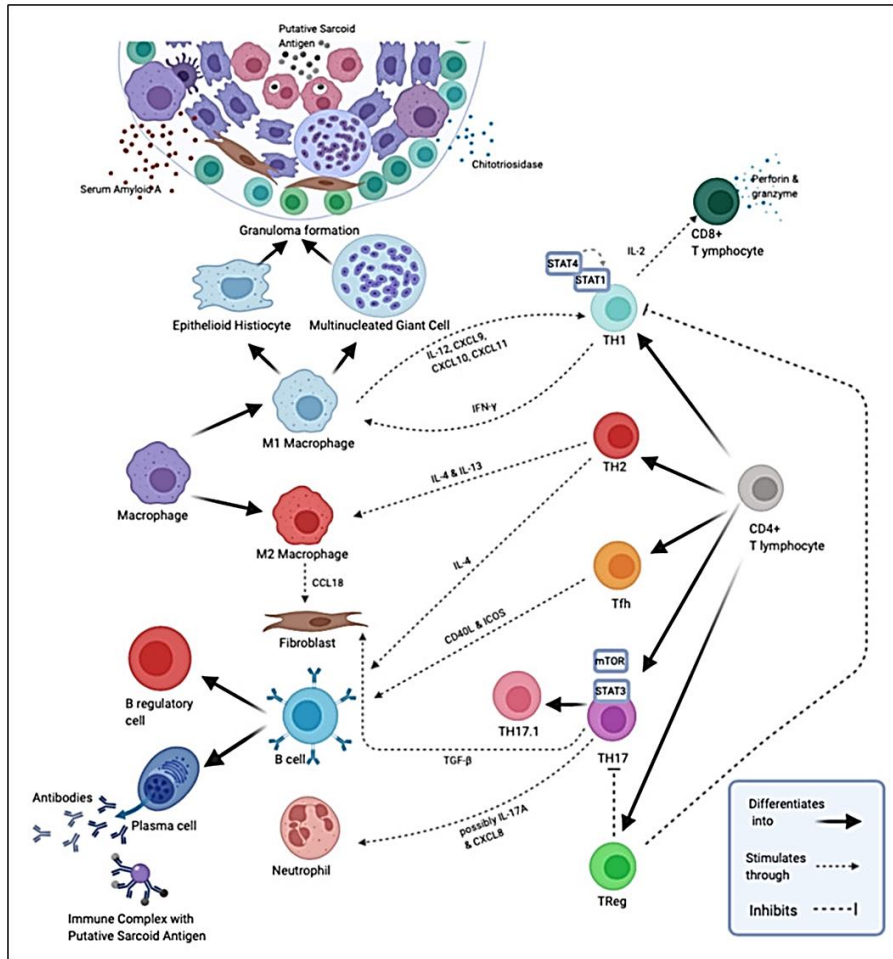 Putative Sarcoid
Antigen
Serum Amyloid A
Chitotriosidase
Granuloma formation
Perforin &
granzyme
CD8+
T ymphocyte
IL-2
STAT4
STAT1
TH1
Epithelioid Histiocyte
Multinucleated Giant Cell
IL-12, CXCL9,
CXCL10, CXCL11
IFN-γ
M1 Macrophage
TH2
IL-4 & IL-13
Macrophage
M2 Macrophage
CD4+
T lymphocyte
CCL18
IL-4
Tfh
Fibroblast
CD40L & ICOS
mTOR
STAT3
B regulatory
cell
TH17.1
TH17
B cell
TGF-β
Antibodies
Plasma cell
possibly IL-17A
& CXCL8
Neutrophil
TReg
Immune Complex with
Putative Sarcoid Antigen
Differentiates
into
Stimulates
through
Inhibits